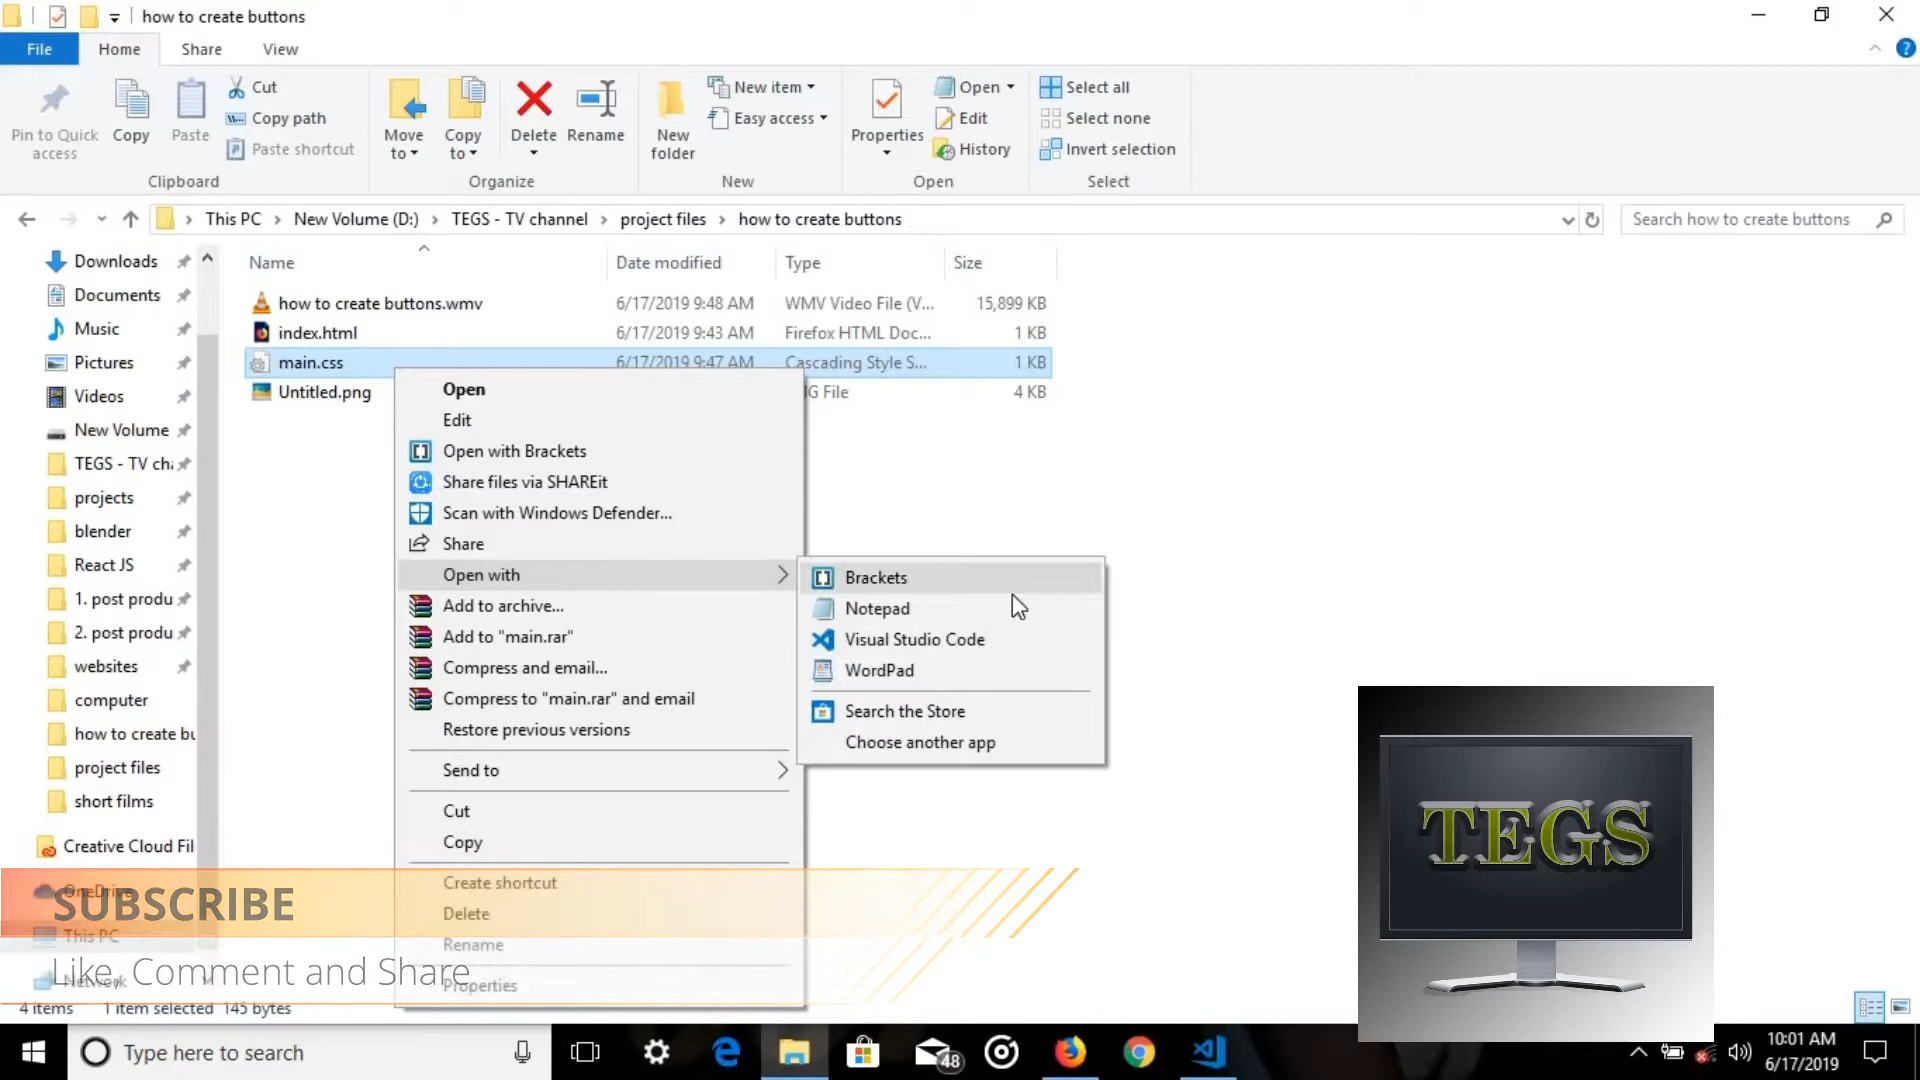 how to create buttons
File Home Share View
Pin to Quick access
Copy
Paste
Cut
Copy path
Paste shortcut
Clipboard
Move to
Copy to
Delete
Rename
Organize
New folder
New item
Easy access
New
Properties
Open
Edit
History
Open
Select all
Select none
Invert selection
Select
This PC > New Volume (D:) > TEGS - TV channel > project files > how to create buttons
Search how to create buttons
Name Date modified Type Size
how to create buttons.wmv 6/17/2019 9:48 AM WMV Video File (V... 15,899 KB
index.html 6/17/2019 9:43 AM Firefox HTML Doc... 1 KB
main.css 6/17/2019 9:47 AM Cascading Style S... 1 KB
Untitled.png G File 4 KB
Downloads
Documents
Music
Pictures
Videos
New Volume
TEGS - TV cha
projects
blender
React JS
1. post produ
2. post produ
websites
computer
how to create bu
project files
short films
Creative Cloud Fil
OneDrive
This PC
Network
Open
Edit
Open with Brackets
Share files via SHAREit
Scan with Windows Defender...
Share
Open with
Add to archive...
Add to "main.rar"
Compress and email...
Compress to "main.rar" and email
Restore previous versions
Send to
Cut
Copy
Create shortcut
Delete
Rename
Properties
Brackets
Notepad
Visual Studio Code
WordPad
Search the Store
Choose another app
TEGS
SUBSCRIBE
Like, Comment and Share
4 items 1 item selected 145 bytes
Type here to search
48
10:01 AM
6/17/2019